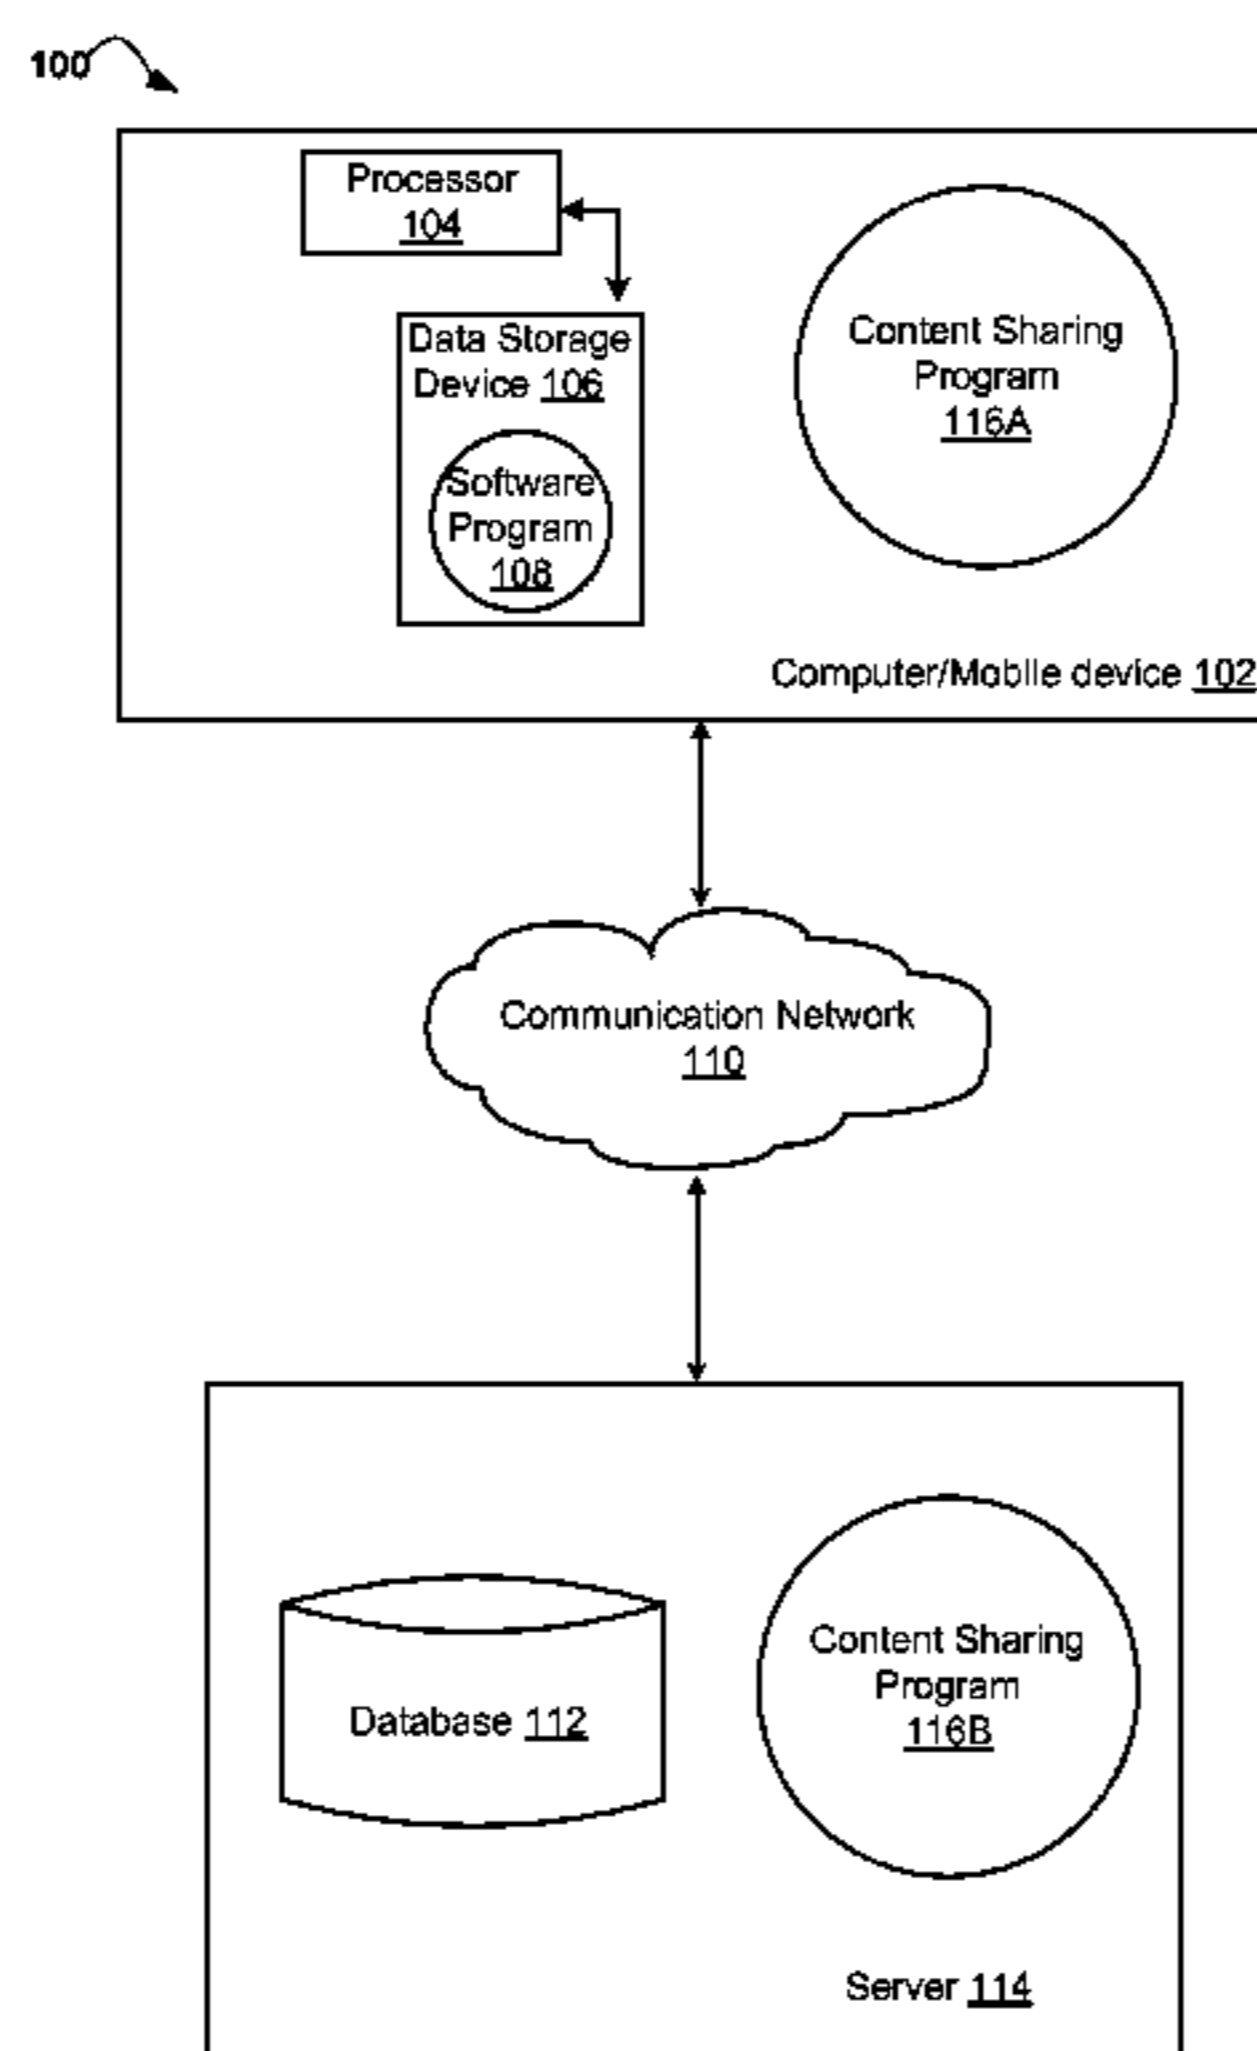 100
Processor
104
Data Storage
Device 106
Software
Program
108
Content Sharing
Program
116A
Computer/Mobile device 102
Communication Network
110
Database 112
Content Sharing
Program
116B
Server 114